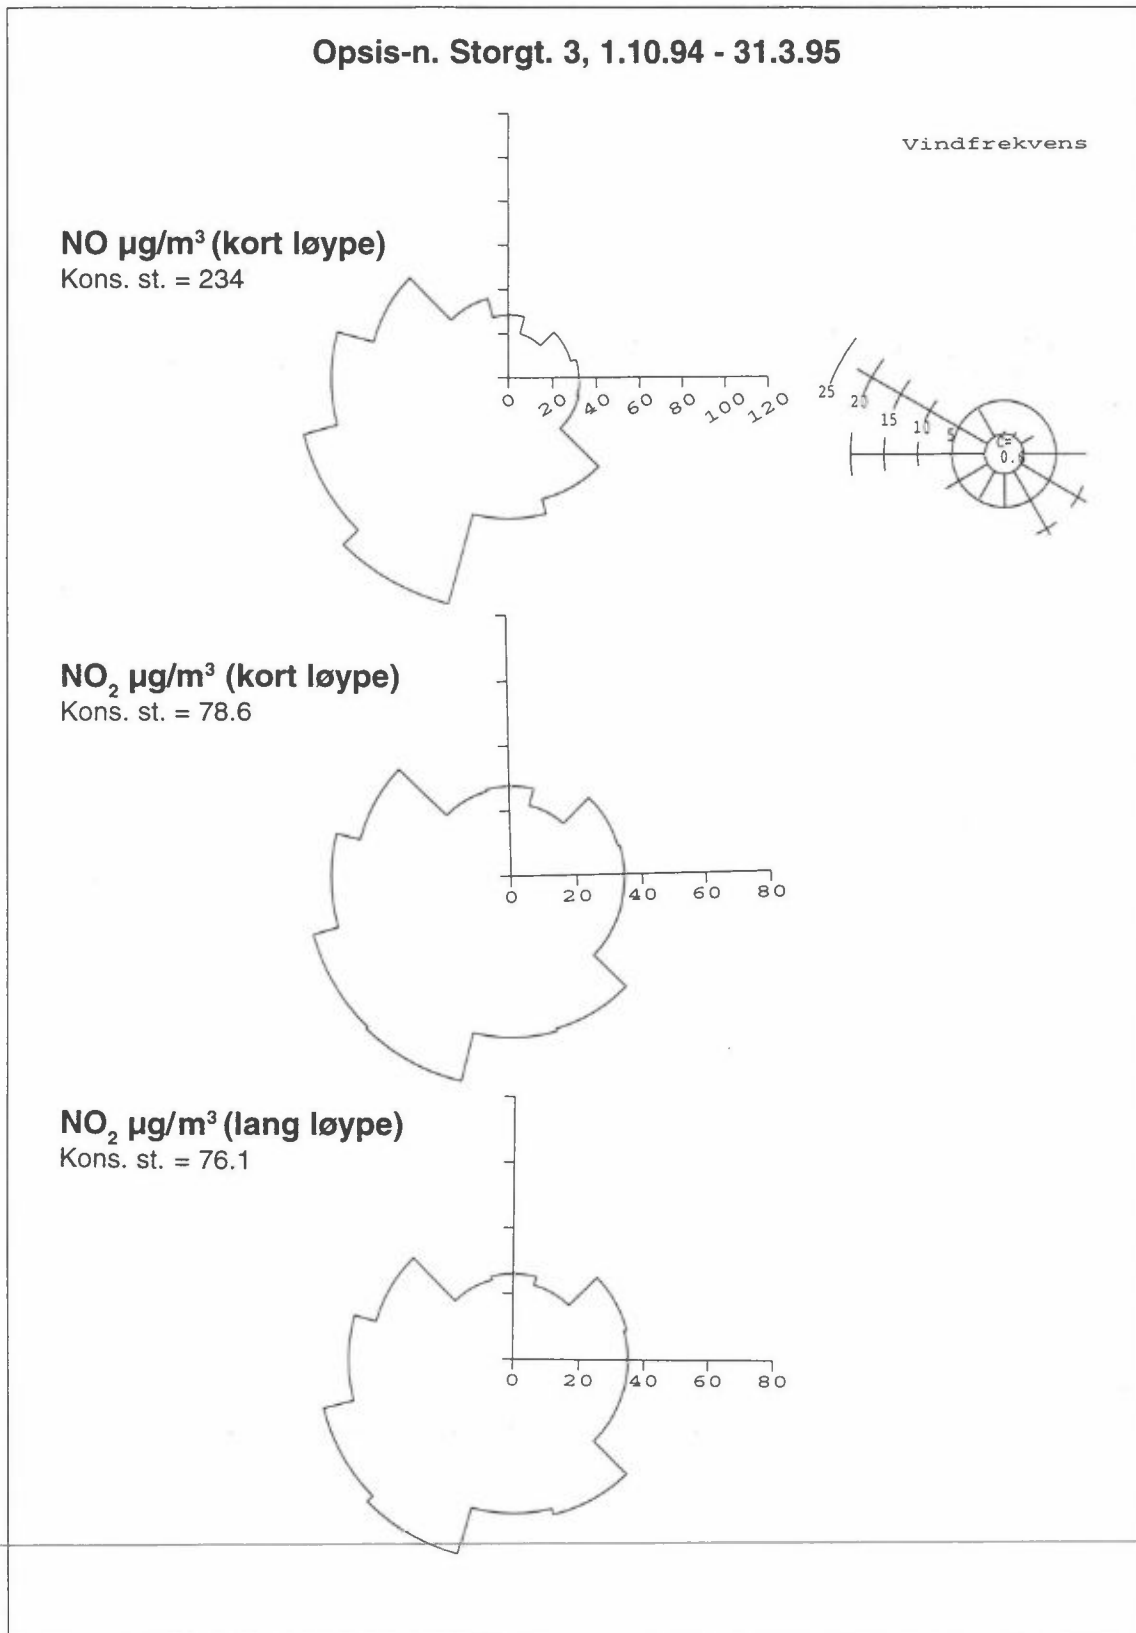 Opsis-n. Storgt. 3, 1.10.94 - 31.3.95
Vindfrekvens
NO µg/m³ (kort løype)
Kons. st. = 234
0 20 40 60 80 100 120
25 20 15 10 5
C=
0.
NO₂ µg/m³ (kort løype)
Kons. st. = 78.6
0 20 40 60 80
NO₂ µg/m³ (lang løype)
Kons. st. = 76.1
0 20 40 60 80